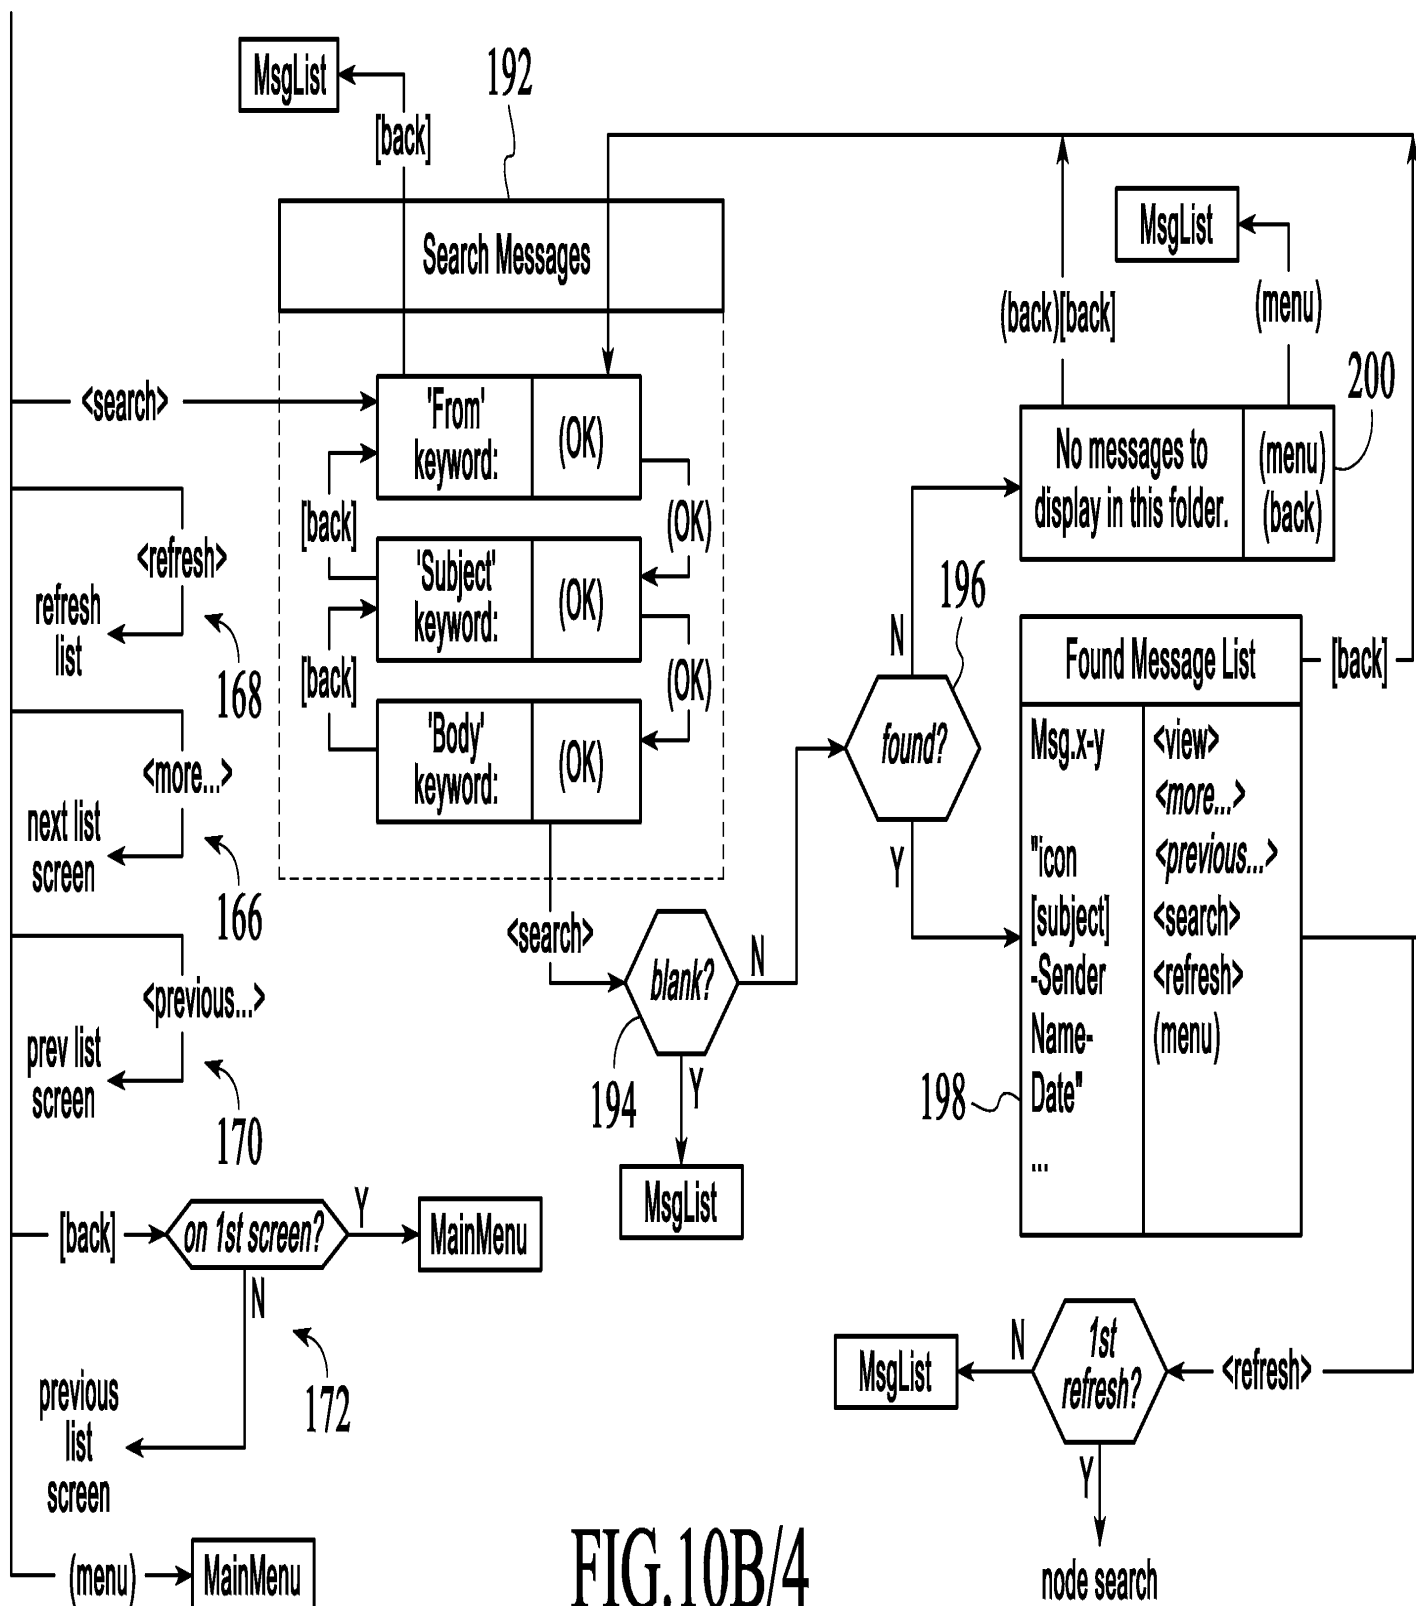 MsgList
192
[back]
Search Messages
MsgList
(back)[back]
(menu)
200
<search>
'From'
keyword:
(OK)
No messages to
display in this folder.
(menu)
(back)
[back]
(OK)
<refresh>
refresh
list
168
'Subject'
keyword:
(OK)
196
N
[back]
(OK)
Found Message List
[back]
<more...>
next list
screen
166
'Body'
keyword:
(OK)
found?
Y
Msg.x-y
"icon
[subject]
-Sender
Name-
Date"
...
<view>
<more...>
<previous...>
<search>
<refresh>
(menu)
198
<search>
blank?
N
194
Y
MsgList
<previous...>
prev list
screen
170
[back]
on 1st screen?
Y
MainMenu
N
172
previous
list
screen
MsgList
N
1st
refresh?
<refresh>
Y
node search
(menu)
MainMenu
FIG.10B/4